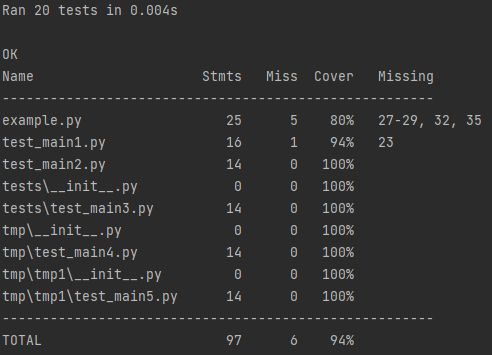 Ran 20 tests in 0.004s
OK
Name Stmts Miss Cover Missing
-------------------------------------------------------
example.py 25 5 80% 27-29, 32, 35
test_main1.py 16 1 94% 23
test_main2.py 14 0 100%
tests\__init__.py 0 0 100%
tests\test_main3.py 14 0 100%
tmp\__init__.py 0 0 100%
tmp\test_main4.py 14 0 100%
tmp\tmp1\__init__.py 0 0 100%
tmp\tmp1\test_main5.py 14 0 100%
-------------------------------------------------------
TOTAL 97 6 94%